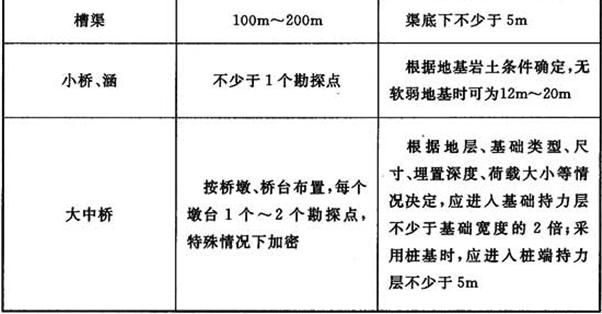 槽渠
100m～200m
渠底下不少于5m
小桥、涵
不少于1个勘探点
根据地基岩土条件确定,无
软弱地基时可为12m～20m
大中桥
按桥墩、桥台布置,每个
墩台1个～2个勘探点,
特殊情况下加密
根据地层、基础类型、尺
寸、埋置深度、荷载大小等情
况决定,应进入基础持力层
不少于基础宽度的2倍;采
用桩基时,应进入桩端持力
层不少于5m